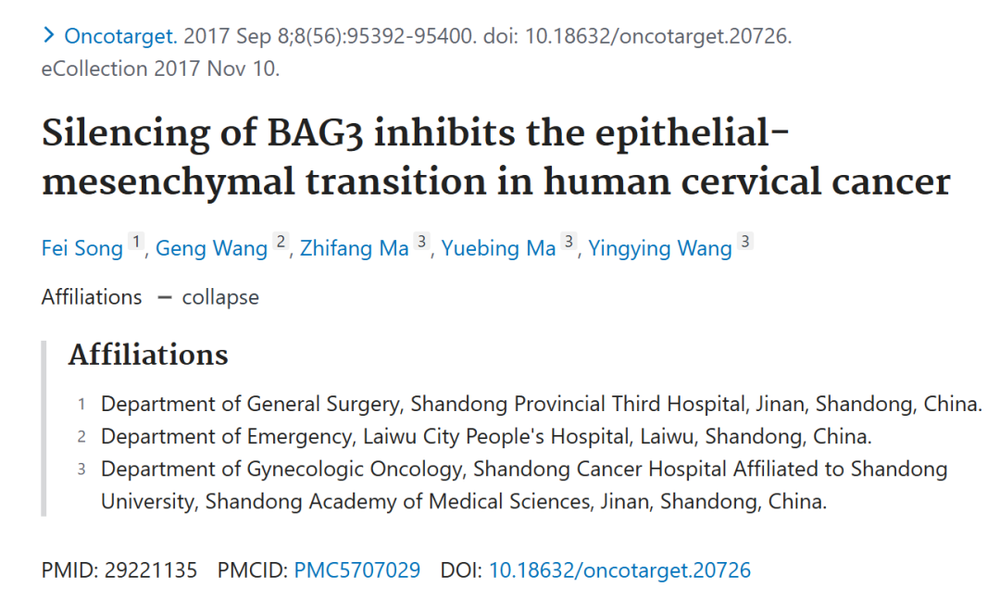 > Oncotarget. 2017 Sep 8;8(56):95392-95400. doi: 10.18632/oncotarget.20726.
eCollection 2017 Nov 10.
Silencing of BAG3 inhibits the epithelial-
mesenchymal transition in human cervical cancer
Fei Song 1, Geng Wang 2, Zhifang Ma 3, Yuebing Ma 3, Yingying Wang 3
Affiliations – collapse
Affiliations
1 Department of General Surgery, Shandong Provincial Third Hospital, Jinan, Shandong, China.
2 Department of Emergency, Laiwu City People's Hospital, Laiwu, Shandong, China.
3 Department of Gynecologic Oncology, Shandong Cancer Hospital Affiliated to Shandong
University, Shandong Academy of Medical Sciences, Jinan, Shandong, China.
PMID: 29221135 PMCID: PMC5707029 DOI: 10.18632/oncotarget.20726